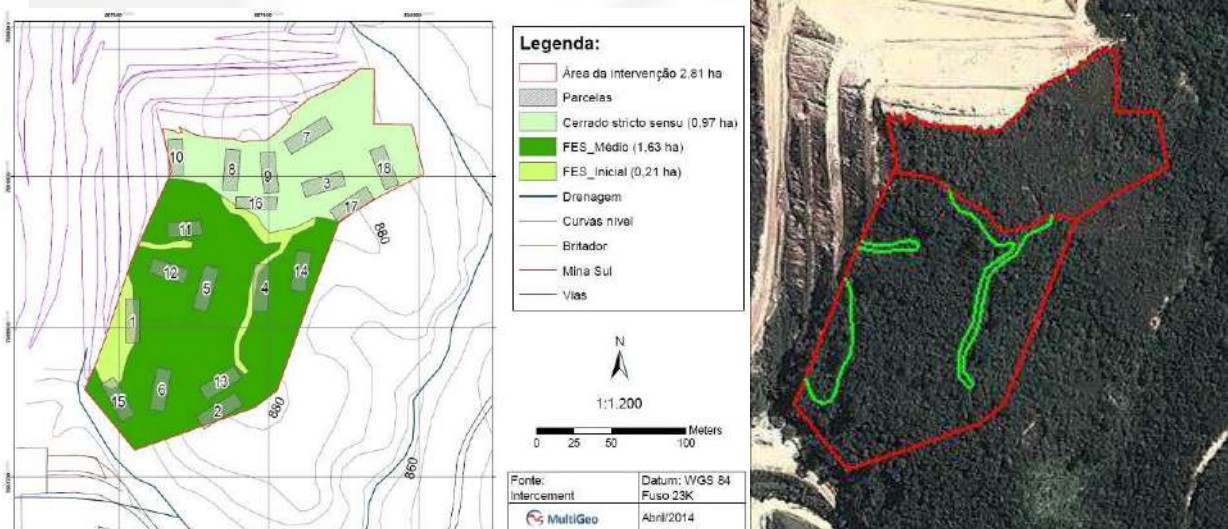 10
8
9
7
3
18
16
17
11
12
5
4
14
1
15
6
13
2
880
880
860
Legenda:
Área da intervenção 2,81 ha
Parcelas
Cerrado stricto sensu (0,97 ha)
FES_Médio (1,63 ha)
FES_Inicial (0,21 ha)
Drenagem
Curvas nivel
Britador
Mina Sul
Vias
N
1:1.200
0 25 50 100 Meters
Fonte:
Intercement
Datum: WGS 84
Fuso 23K
MultiGeo
Abril/2014